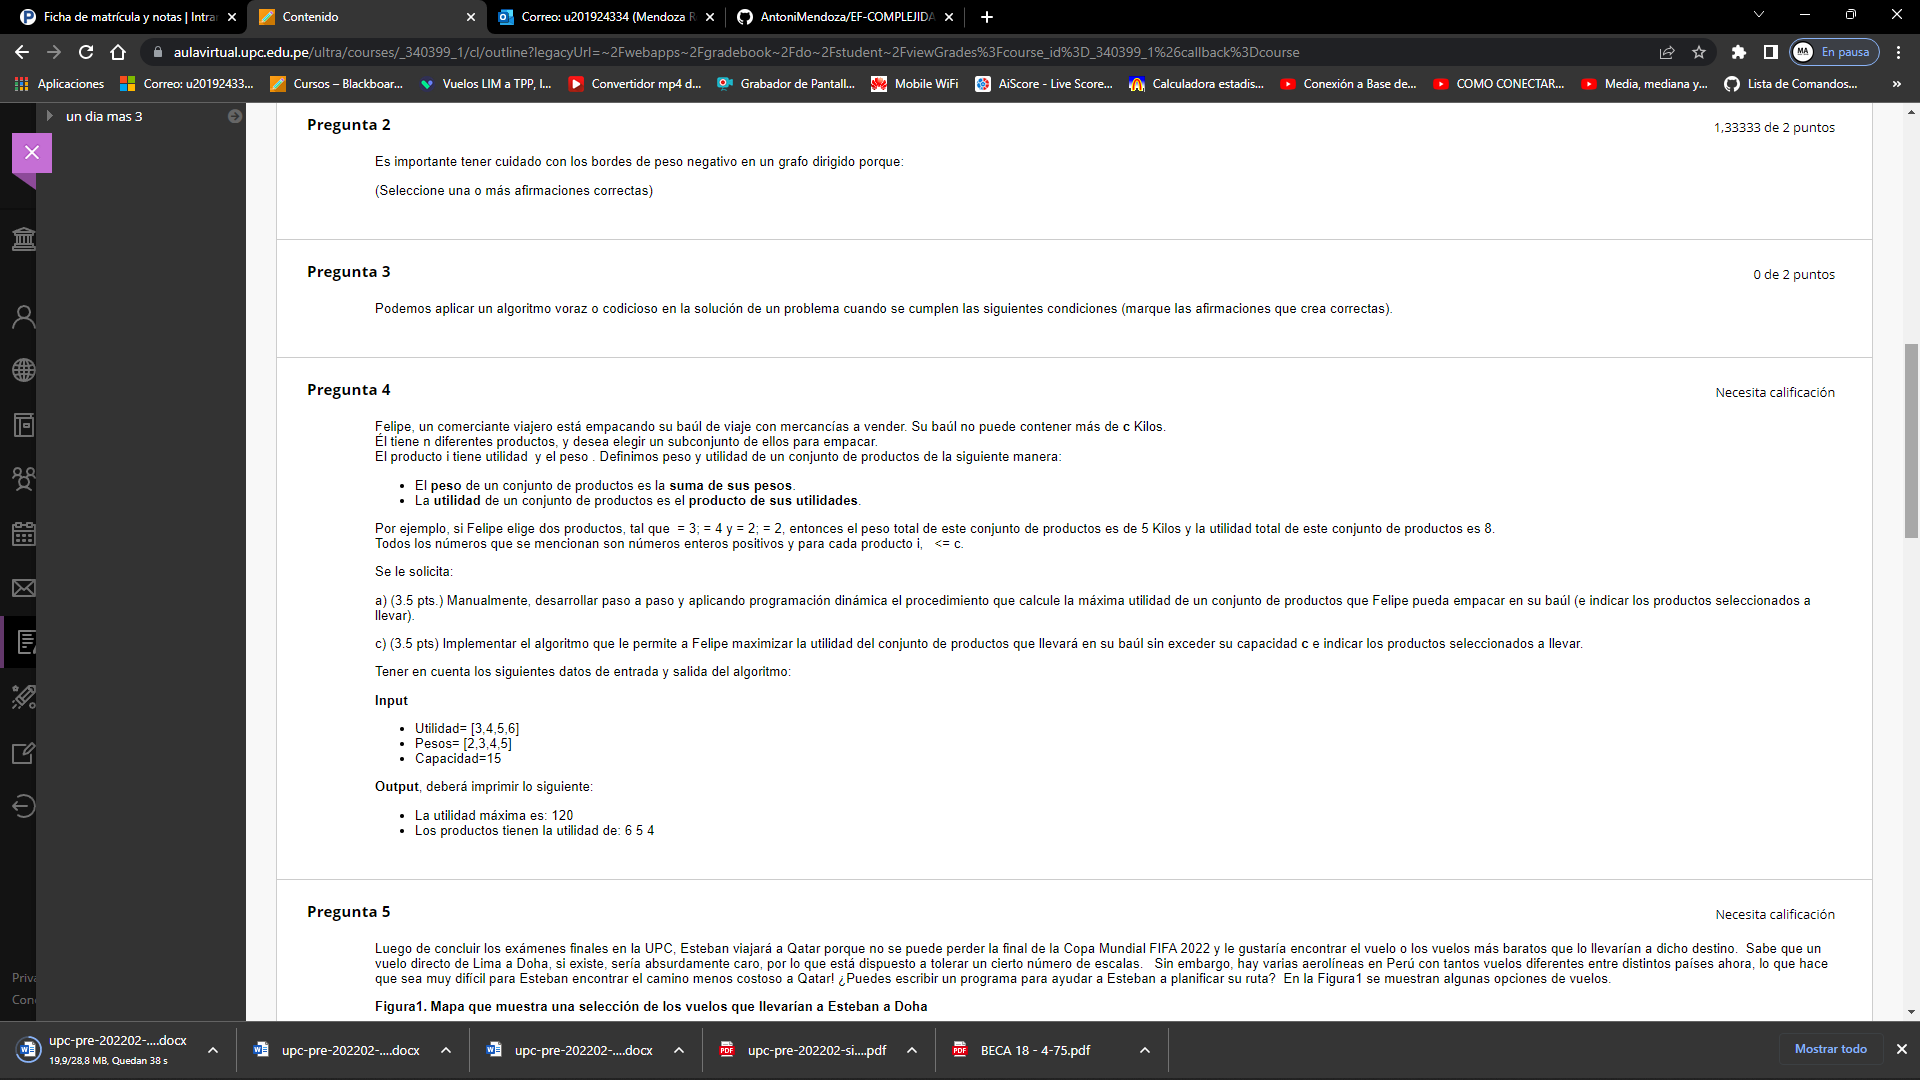 Ficha de matrícula y notas | Intran
Contenido
Correo: u201924334 (Mendoza R
AntoniMendoza/EF-COMPLEJIDA
aulavirtual.upc.edu.pe/ultra/courses/_340399_1/cl/outline?legacyUrl=~2Fwebapps~2Fgradebook~2Fdo~2Fstudent~2FviewGrades%3Fcourse_id%3D_340399_1%26callback%3Dcourse
MA
En pausa
Aplicaciones
Correo: u20192433...
Cursos – Blackboar...
Vuelos LIM a TPP, l...
Convertidor mp4 d...
Grabador de Pantall...
Mobile WiFi
AiScore - Live Score...
Calculadora estadis...
Conexión a Base de...
COMO CONECTAR...
Media, mediana y...
Lista de Comandos...
»
un dia mas 3
Pregunta 2
1,33333 de 2 puntos
Es importante tener cuidado con los bordes de peso negativo en un grafo dirigido porque:
(Seleccione una o más afirmaciones correctas)
Pregunta 3
0 de 2 puntos
Podemos aplicar un algoritmo voraz o codicioso en la solución de un problema cuando se cumplen las siguientes condiciones (marque las afirmaciones que crea correctas).
Pregunta 4
Necesita calificación
Felipe, un comerciante viajero está empacando su baúl de viaje con mercancías a vender. Su baúl no puede contener más de c Kilos.
Él tiene n diferentes productos, y desea elegir un subconjunto de ellos para empacar.
El producto i tiene utilidad  y el peso . Definimos peso y utilidad de un conjunto de productos de la siguiente manera:
• El peso de un conjunto de productos es la suma de sus pesos.
• La utilidad de un conjunto de productos es el producto de sus utilidades.
Por ejemplo, si Felipe elige dos productos, tal que  = 3; = 4 y = 2; = 2, entonces el peso total de este conjunto de productos es de 5 Kilos y la utilidad total de este conjunto de productos es 8.
Todos los números que se mencionan son números enteros positivos y para cada producto i,   <= c.
Se le solicita:
a) (3.5 pts.) Manualmente, desarrollar paso a paso y aplicando programación dinámica el procedimiento que calcule la máxima utilidad de un conjunto de productos que Felipe pueda empacar en su baúl (e indicar los productos seleccionados a
llevar).
c) (3.5 pts) Implementar el algoritmo que le permite a Felipe maximizar la utilidad del conjunto de productos que llevará en su baúl sin exceder su capacidad c e indicar los productos seleccionados a llevar.
Tener en cuenta los siguientes datos de entrada y salida del algoritmo:
Input
• Utilidad= [3,4,5,6]
• Pesos= [2,3,4,5]
• Capacidad=15
Output, deberá imprimir lo siguiente:
• La utilidad máxima es: 120
• Los productos tienen la utilidad de: 6 5 4
Pregunta 5
Necesita calificación
Luego de concluir los exámenes finales en la UPC, Esteban viajará a Qatar porque no se puede perder la final de la Copa Mundial FIFA 2022 y le gustaría encontrar el vuelo o los vuelos más baratos que lo llevarían a dicho destino.  Sabe que un
vuelo directo de Lima a Doha, si existe, sería absurdamente caro, por lo que está dispuesto a tolerar un cierto número de escalas.   Sin embargo, hay varias aerolíneas en Perú con tantos vuelos diferentes entre distintos países ahora, lo que hace
que sea muy difícil para Esteban encontrar el camino menos costoso a Qatar! ¿Puedes escribir un programa para ayudar a Esteban a planificar su ruta?  En la Figura1 se muestran algunas opciones de vuelos.
Figura1. Mapa que muestra una selección de los vuelos que llevarían a Esteban a Doha
Priva
Con
upc-pre-202202-....docx
19,9/28,8 MB, Quedan 38 s
upc-pre-202202-....docx
upc-pre-202202-....docx
upc-pre-202202-si....pdf
BECA 18 - 4-75.pdf
Mostrar todo